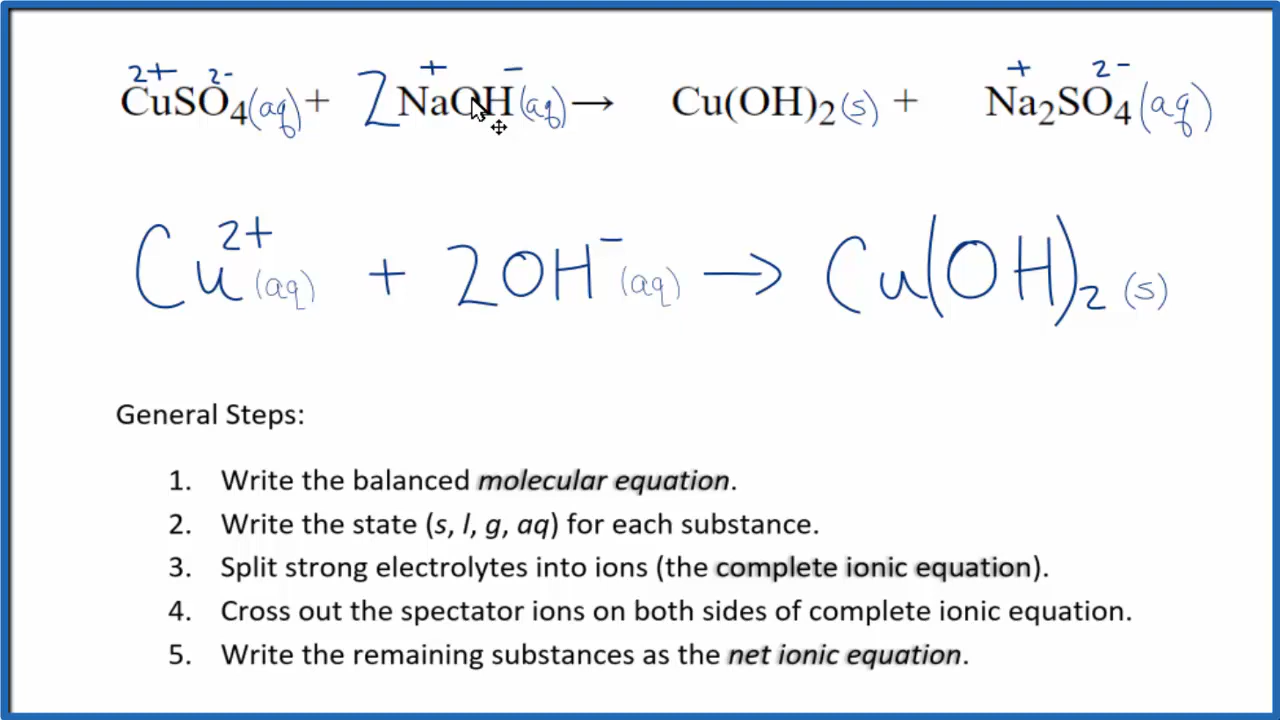 CuSO₄(aq) + 2NaOH(aq) → Cu(OH)₂(s) + Na₂SO₄(aq)
2+ 2- + - + 2-
Cu²⁺(aq) + 2OH⁻(aq) → Cu(OH)₂(s)
General Steps:
1. Write the balanced molecular equation.
2. Write the state (s, l, g, aq) for each substance.
3. Split strong electrolytes into ions (the complete ionic equation).
4. Cross out the spectator ions on both sides of complete ionic equation.
5. Write the remaining substances as the net ionic equation.